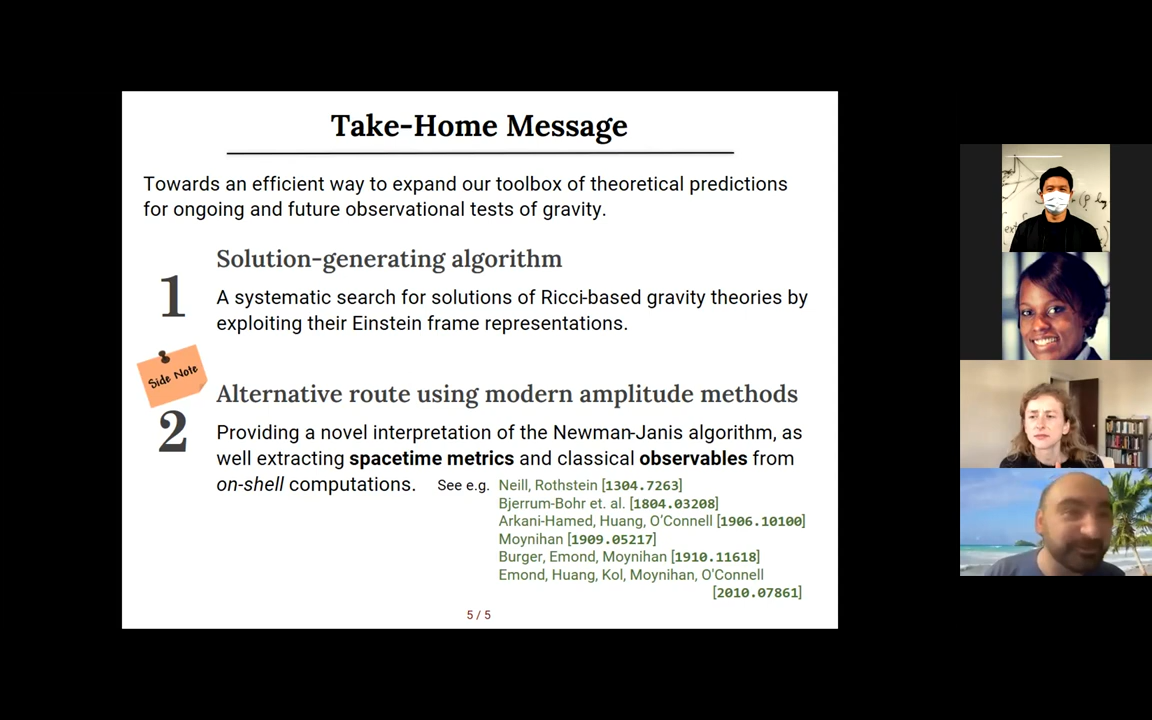 Take-Home Message
Towards an efficient way to expand our toolbox of theoretical predictions
for ongoing and future observational tests of gravity.
1
Solution-generating algorithm
A systematic search for solutions of Ricci-based gravity theories by
exploiting their Einstein frame representations.
Side Note
2
Alternative route using modern amplitude methods
Providing a novel interpretation of the Newman-Janis algorithm, as
well extracting spacetime metrics and classical observables from
on-shell computations. See e.g. Neill, Rothstein [1304.7263]
Bjerrum-Bohr et. al. [1804.03208]
Arkani-Hamed, Huang, O’Connell [1906.10100]
Moynihan [1909.05217]
Burger, Emond, Moynihan [1910.11618]
Emond, Huang, Kol, Moynihan, O'Connell
[2010.07861]
5 / 5